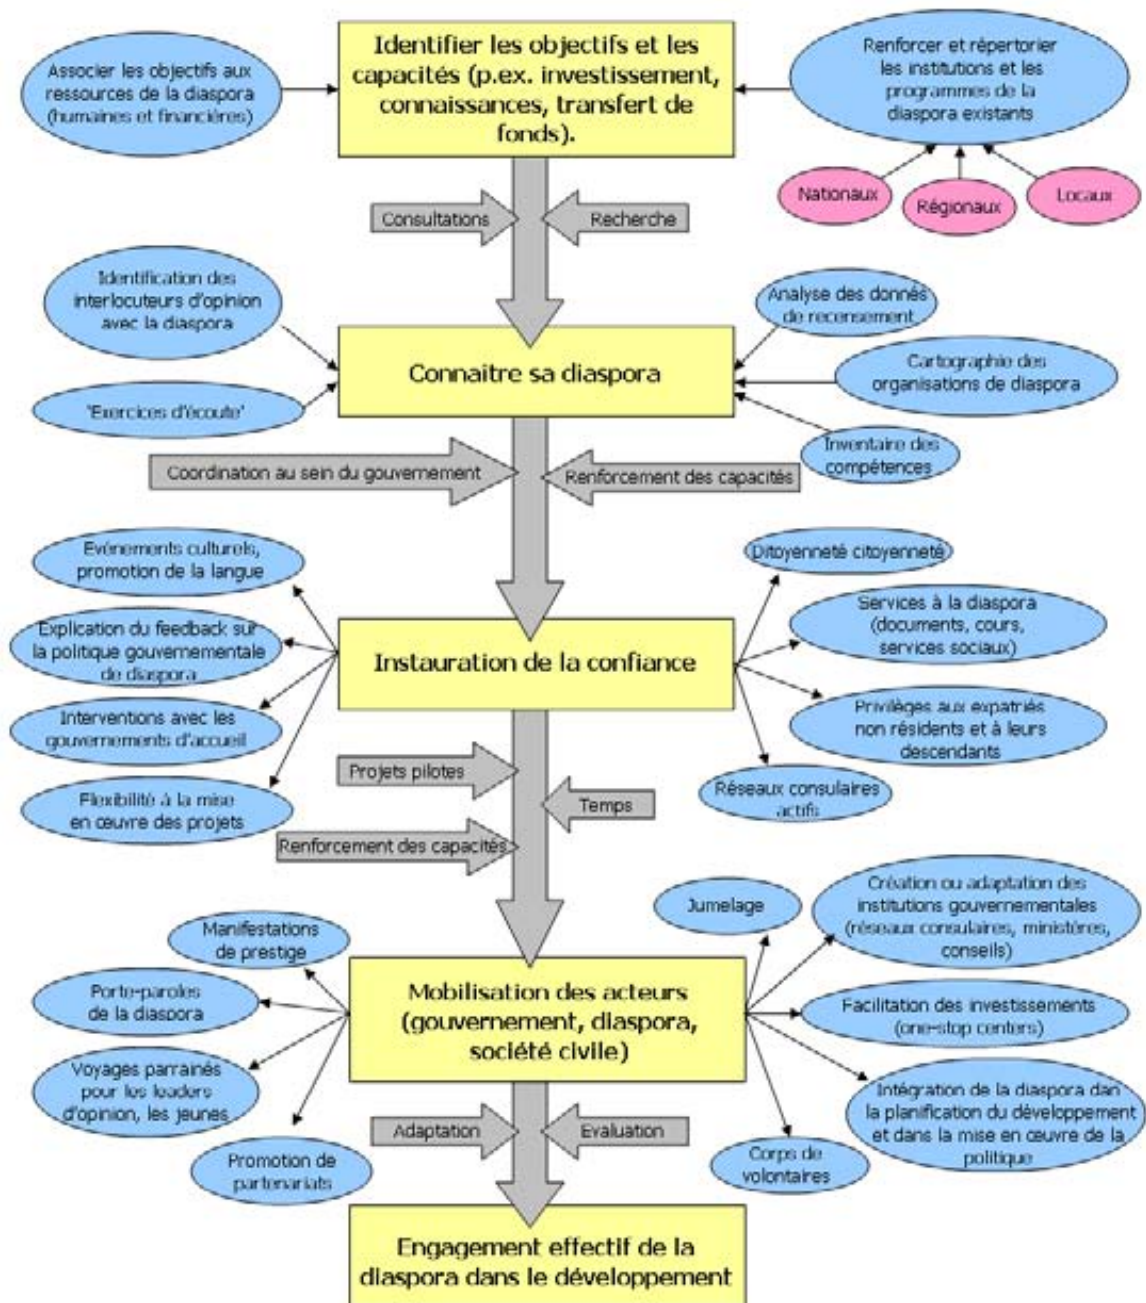 Identifier les objectifs et les
capacités (p.ex. investissement,
connaissances, transfert de
fonds).
Associer les objectifs aux
ressources de la diaspora
(humaines et financières)
Renforcer et répertorier
les institutions et les
programmes de la
diaspora existants
Nationaux
Régionaux
Locaux
Consultations
Recherche
Identification des
interlocuteurs d'opinion
avec la diaspora
'Exercices d'écoute'
Connaitre sa diaspora
Analyse des donnés
de recensement
Cartographie des
organisations de diaspora
Inventaire des
compétences
Coordination au sein du gouvernement
Renforcement des capacités
Evénements culturels,
promotion de la langue
Explication du feedback sur
la politique gouvernementale
de diaspora
Interventions avec les
gouvernements d'accueil
Flexibilité à la mise
en œuvre des projets
Instauration de la confiance
Ditoyenneté citoyenneté
Services à la diaspora
(documents, cours,
services sociaux)
Privilèges aux expatriés
non résidents et à leurs
descendants
Réseaux consulaires
actifs
Projets pilotes
Temps
Renforcement des capacités
Manifestations
de prestige
Porte-paroles
de la diaspora
Voyages parrainés
pour les leaders
d'opinion, les jeunes
Promotion de
partenariats
Mobilisation des acteurs
(gouvernement, diaspora,
société civile)
Jumelage
Création ou adaptation des
institutions gouvernementales
(réseaux consulaires, ministères,
conseils)
Facilitation des investissements
(one-stop centers)
Intégration de la diaspora dan
la planification du développement
et dans la mise en œuvre de la
politique
Corps de
volontaires
Adaptation
Evaluation
Engagement effectif de la
diaspora dans le développement